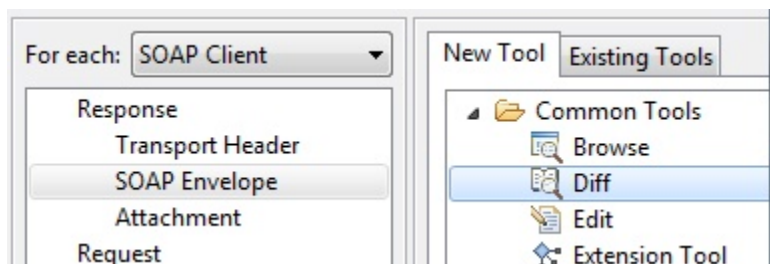 For each: SOAP Client
Response
Transport Header
SOAP Envelope
Attachment
Request
New Tool Existing Tools
Common Tools
Browse
Diff
Edit
Extension Tool